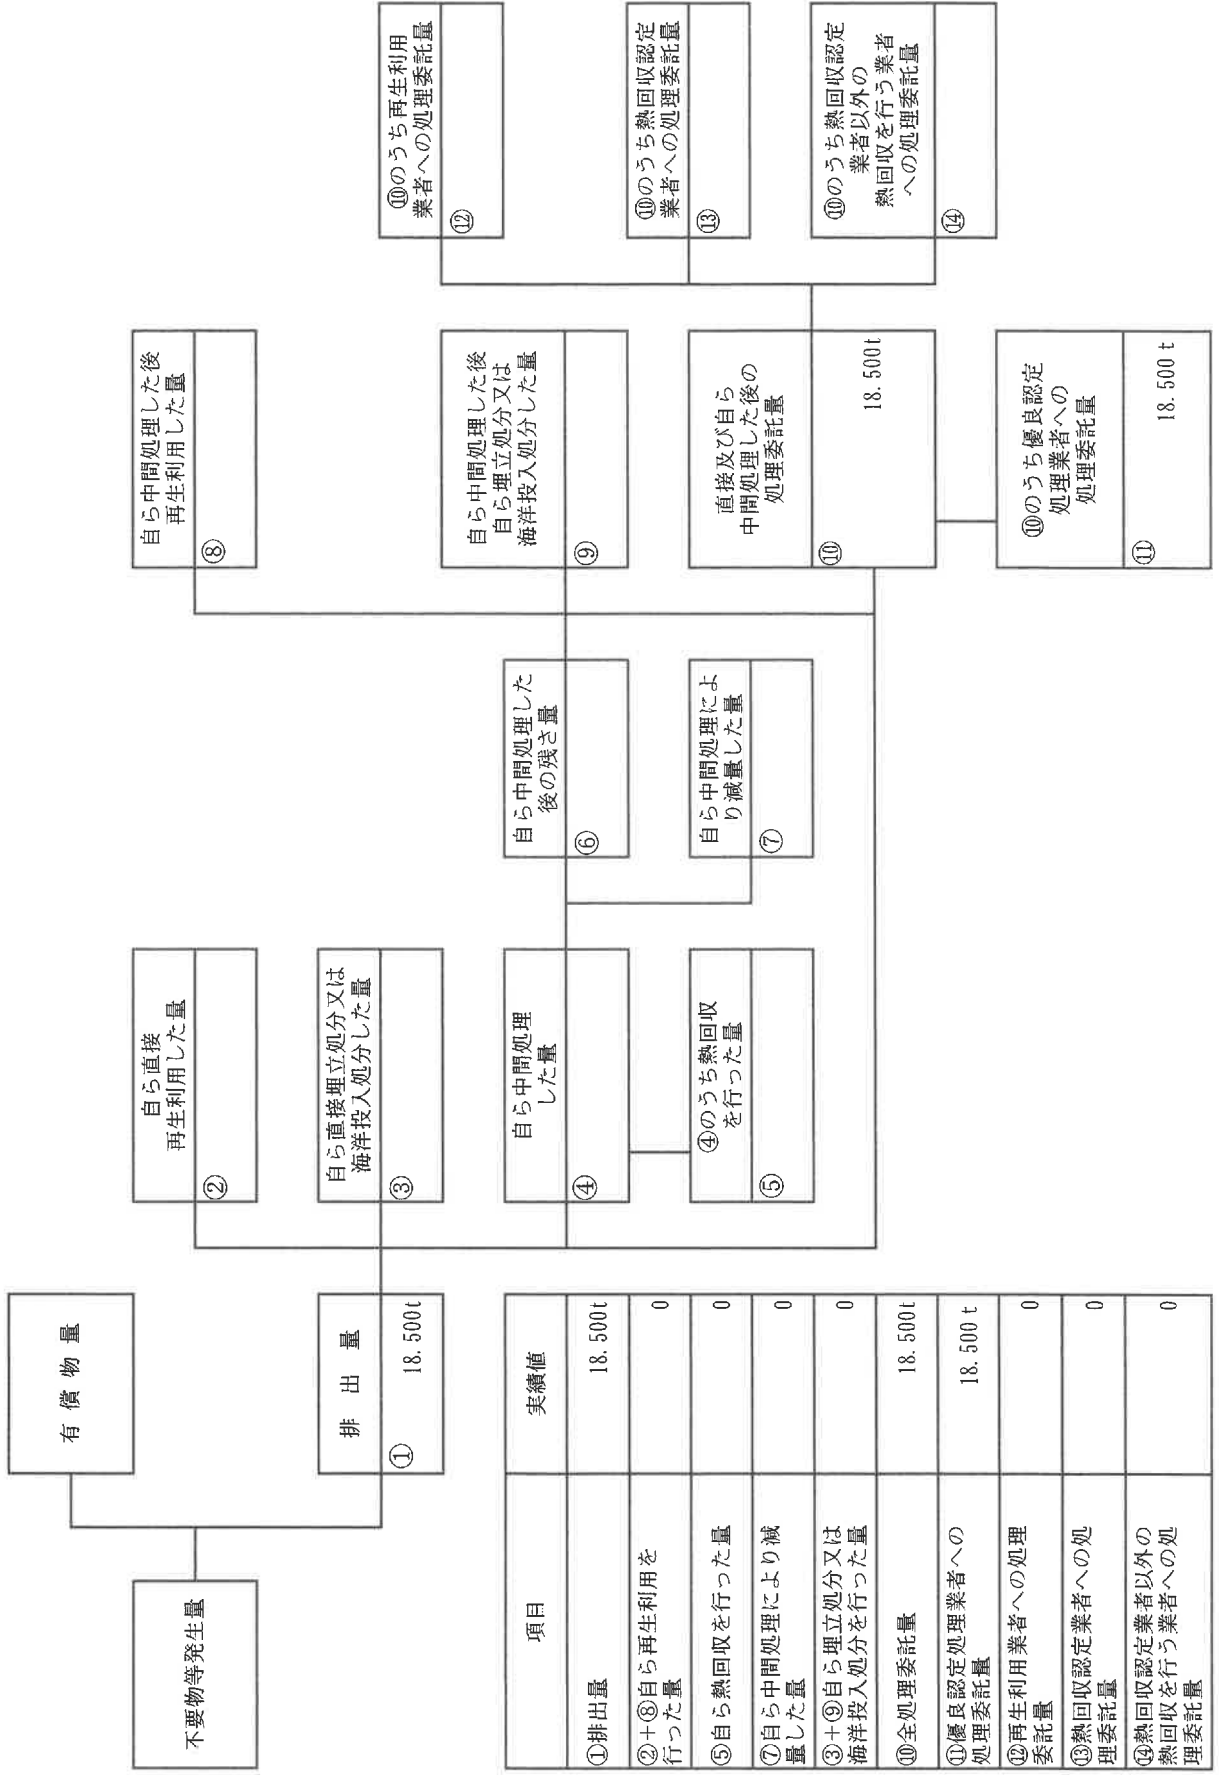 不要物等発生量
有 償 物 量
排 出 量
① 18.500t
自ら直接
再生利用した量
②
自ら直接埋立処分又は
海洋投入処分した量
③
自ら中間処理
した量
④
④のうち熱回収
を行った量
⑤
自ら中間処理した
後の残さ量
⑥
自ら中間処理によ
り減量した量
⑦
自ら中間処理した後
再生利用した量
⑧
自ら中間処理した後
自ら埋立処分又は
海洋投入処分した量
⑨
直接及び自ら
中間処理した後の
処理委託量
⑩ 18.500t
⑩のうち優良認定
処理業者への
処理委託量
⑪ 18.500 t
⑩のうち再生利用
業者への処理委託量
⑫
⑩のうち熱回収認定
業者への処理委託量
⑬
⑩のうち熱回収認定
業者以外の
熱回収を行う業者
への処理委託量
⑭
項目 実績値
①排出量 18.500t
②+⑧自ら再生利用を
行った量 0
⑤自ら熱回収を行った量 0
⑦自ら中間処理により減
量した量 0
③+⑨自ら埋立処分又は
海洋投入処分を行った量 0
⑩全処理委託量 18.500t
⑪優良認定処理業者への
処理委託量 18.500 t
⑫再生利用業者への処理
委託量 0
⑬熱回収認定業者への処
理委託量 0
⑭熱回収認定業者以外の
熱回収を行う業者への処
理委託量 0